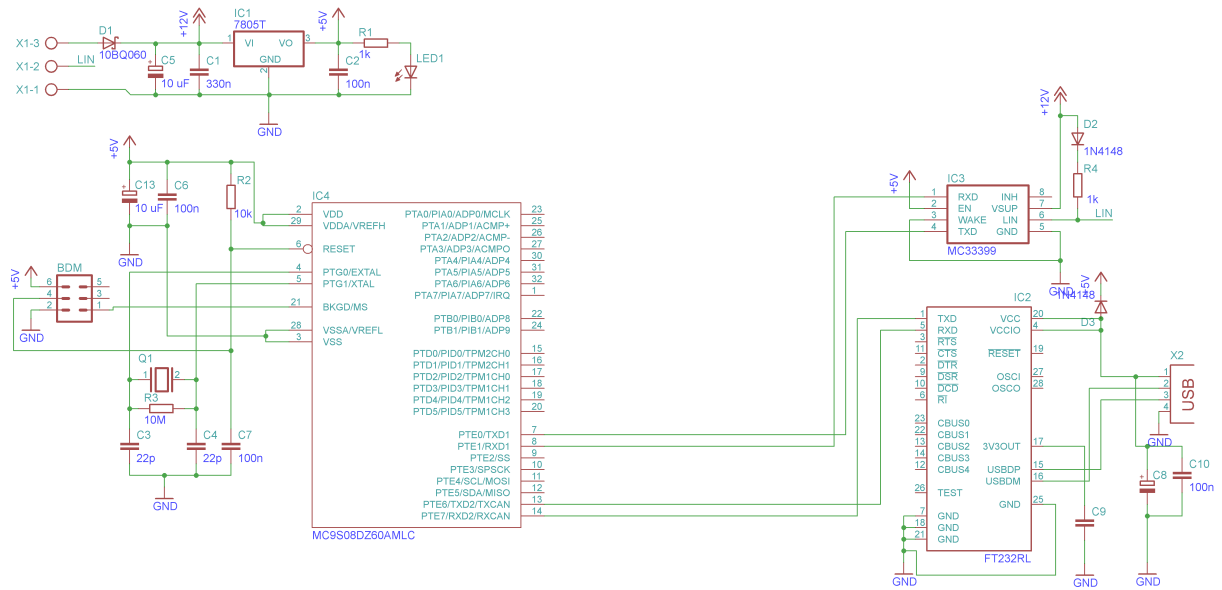 X1-3
X1-2
X1-1
D1
10BQ060
LIN
+12V
C5
10 uF
C1
330n
IC1
7805T
VI
VO
GND
1
3
2
GND
+5V
C2
100n
R1
1k
LED1
+5V
C13
10 uF
C6
100n
GND
R2
10k
+5V
BDM
6
5
4
3
2
1
GND
Q1
1
2
R3
10M
C3
22p
C4
22p
C7
100n
GND
IC4
2 VDD
29 VDDA/VREFH
6 RESET
4 PTG0/EXTAL
5 PTG1/XTAL
21 BKGD/MS
28 VSSA/VREFL
3 VSS
PTA0/PIA0/ADP0/MCLK 23
PTA1/ADP1/ACMP+ 25
PTA2/ADP2/ACMP- 26
PTA3/ADP3/ACMPO 27
PTA4/PIA4/ADP4 30
PTA5/PIA5/ADP5 31
PTA6/PIA6/ADP6 32
PTA7/PIA7/ADP7/IRQ 1
PTB0/PIB0/ADP8 22
PTB1/PIB1/ADP9 24
PTD0/PID0/TPM2CH0 15
PTD1/PID1/TPM2CH1 16
PTD2/PID2/TPM1CH0 17
PTD3/PID3/TPM1CH1 18
PTD4/PID4/TPM1CH2 19
PTD5/PID5/TPM1CH3 20
PTE0/TXD1 7
PTE1/RXD1 8
PTE2/SS 9
PTE3/SPSCK 10
PTE4/SCL/MOSI 11
PTE5/SDA/MISO 12
PTE6/TXD2/TXCAN 13
PTE7/RXD2/RXCAN 14
MC9S08DZ60AMLC
+12V
D2
1N4148
R4
1k
LIN
+5V
IC3
1 RXD INH 8
2 EN VSUP 7
3 WAKE LIN 6
4 TXD GND 5
MC33399
GND
+5V
1N4148
D3
IC2
1 TXD VCC 20
5 RXD VCCIO 4
3 RTS
11 CTS RESET 19
2 DTR
9 DSR OSCI 27
10 DCD OSCO 28
6 RI
23 CBUS0
22 CBUS1
13 CBUS2 3V3OUT 17
14 CBUS3
12 CBUS4 USBDP 15
USBDM 16
26 TEST
GND 25
7 GND
18 GND
21 GND
FT232RL
GND
X2
1
2
3
4
USB
GND
C8
C10
100n
C9
GND
GND